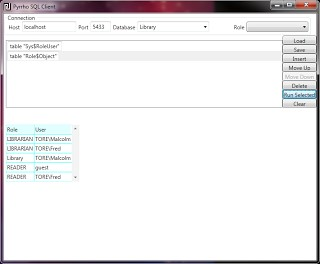 Pyrrho SQL Client
Connection
Host localhost Port 5433 Database Library Role
Load
Save
table "Sys$RoleUser"
Insert
table "Role$Object"
Move Up
Move Down
Delete
Run Selected
Clear
Role User
LIBRARIAN TORE\Malcolm
LIBRARIAN TORE\Fred
Library TORE\Malcolm
READER guest
READER TORE\Fred